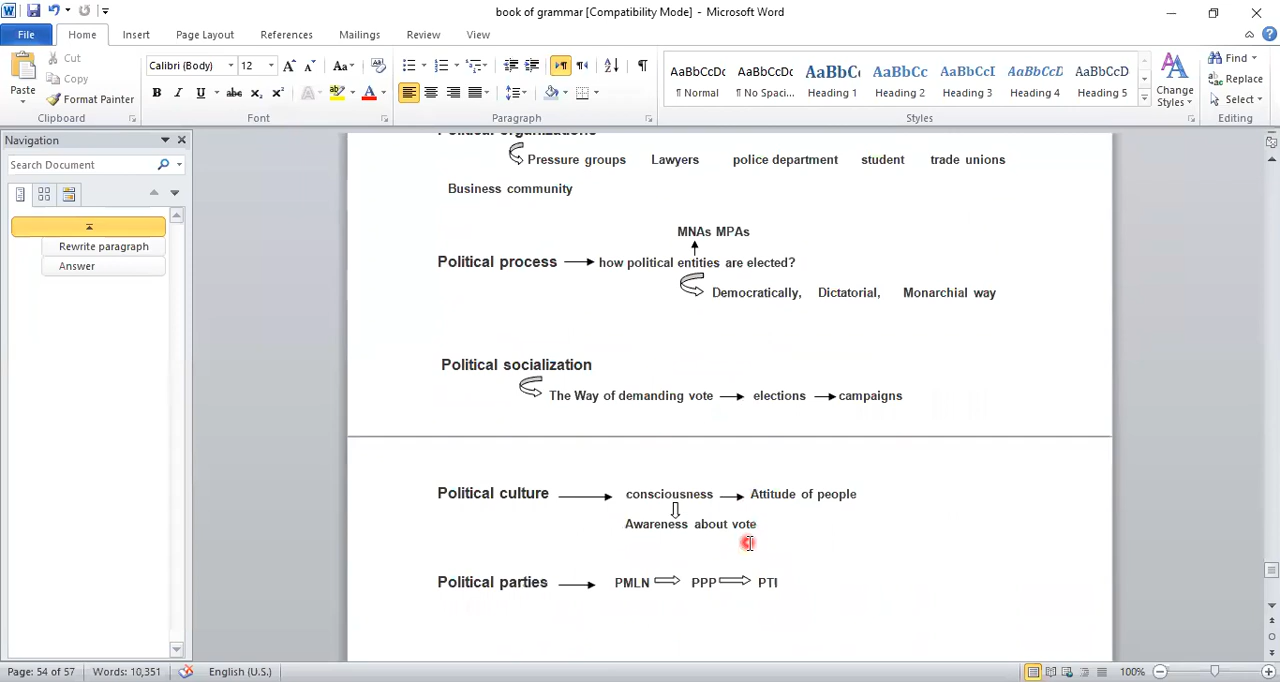 book of grammar [Compatibility Mode] - Microsoft Word
File Home Insert Page Layout References Mailings Review View
Paste Cut Copy Format Painter
Calibri (Body) 12
AaBbCcDc AaBbCcDc AaBbC AaBbCc AaBbCcI AaBbCcD AaBbCcD
¶ Normal ¶ No Spaci... Heading 1 Heading 2 Heading 3 Heading 4 Heading 5
Change Styles
Find Replace Select
Clipboard Font Paragraph Styles Editing
Navigation
Search Document
Rewrite paragraph
Answer
Political organizations
Pressure groups Lawyers police department student trade unions
Business community
MNAs MPAs
Political process how political entities are elected?
Democratically, Dictatorial, Monarchial way
Political socialization
The Way of demanding vote elections campaigns
Political culture consciousness Attitude of people
Awareness about vote
Political parties PMLN PPP PTI
Page: 54 of 57 Words: 10,351 English (U.S.) 100%